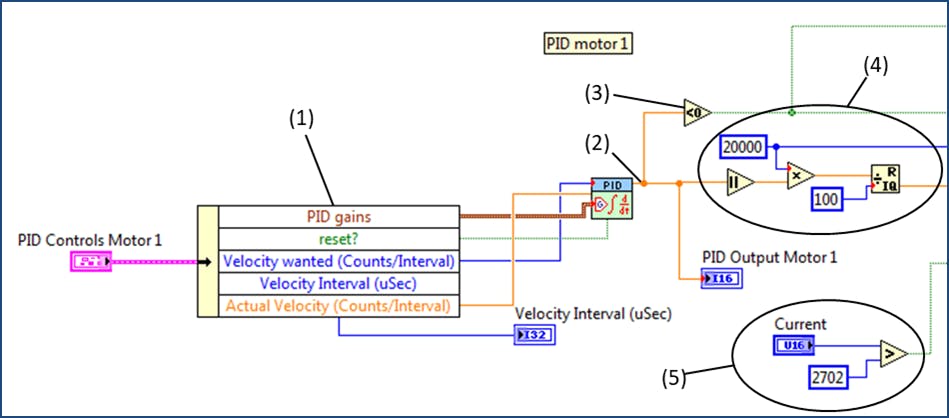 PID motor 1
(4)
(3)
<0
(1)
20000
(2)
PID
X
R
IQ
100
d
dt
PID gains
reset?
PID Controls Motor 1
Velocity wanted (Counts/Interval)
PID Output Motor 1
Velocity Interval (uSec)
I16
Actual Velocity (Counts/Interval)
Velocity Interval (uSec)
Current
I32
U16
>
(5)
2702